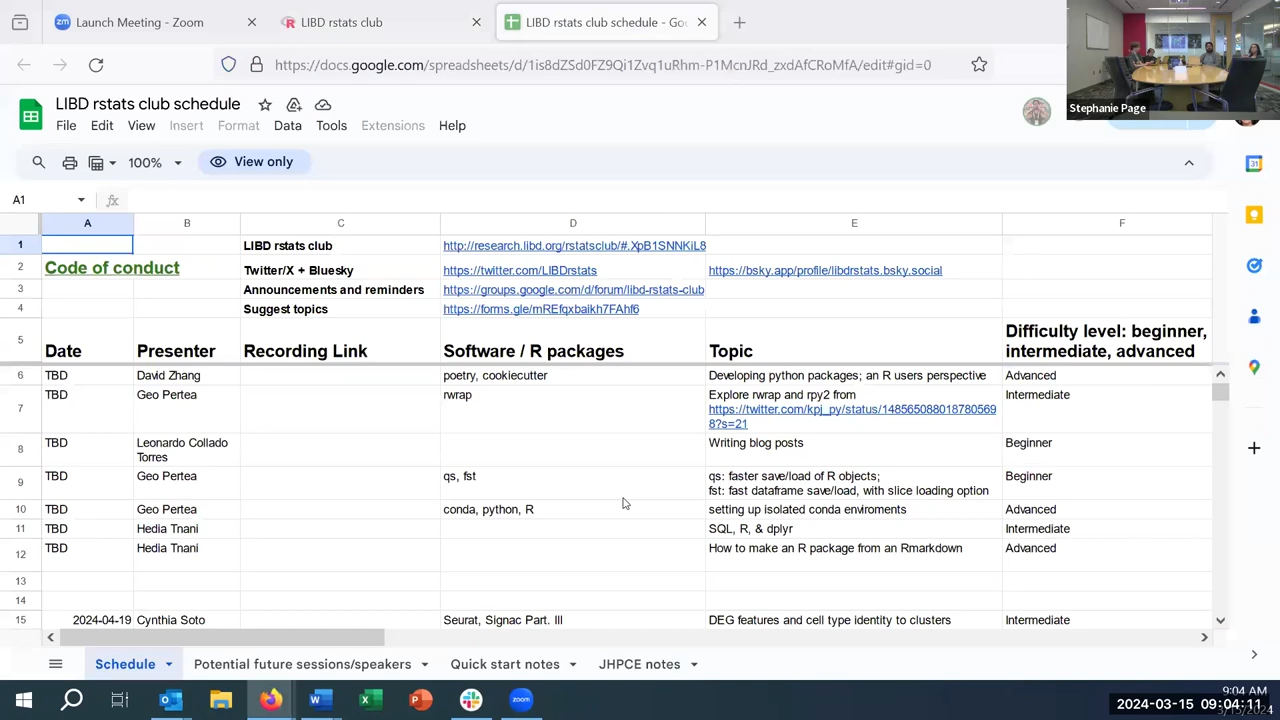 Launch Meeting - Zoom
LIBD rstats club
LIBD rstats club schedule - Go
https://docs.google.com/spreadsheets/d/1is8dZSd0FZ9Qi1Zvq1uRhm-P1McnJRd_zxdAfCRoMfA/edit#gid=0
Stephanie Page
LIBD rstats club schedule
File Edit View Insert Format Data Tools Extensions Help
100% View only
A1 fx
A B C D E F
1 LIBD rstats club http://research.libd.org/rstatsclub/#.XpB1SNNKiL8
2 Code of conduct Twitter/X + Bluesky https://twitter.com/LIBDrstats https://bsky.app/profile/libdrstats.bsky.social
3 Announcements and reminders https://groups.google.com/d/forum/libd-rstats-club
4 Suggest topics https://forms.gle/mREfqxbaikh7FAhf6
5 Date Presenter Recording Link Software / R packages Topic Difficulty level: beginner,
intermediate, advanced
6 TBD David Zhang poetry, cookiecutter Developing python packages; an R users perspective Advanced
7 TBD Geo Pertea rwrap Explore rwrap and rpy2 from Intermediate
https://twitter.com/kpj_py/status/148565088018780569
8?s=21
8 TBD Leonardo Collado Writing blog posts Beginner
Torres
9 TBD Geo Pertea qs, fst qs: faster save/load of R objects; Beginner
fst: fast dataframe save/load, with slice loading option
10 TBD Geo Pertea conda, python, R setting up isolated conda enviroments Advanced
11 TBD Hedia Tnani SQL, R, & dplyr Intermediate
12 TBD Hedia Tnani How to make an R package from an Rmarkdown Advanced
13
14
15 2024-04-19 Cynthia Soto Seurat, Signac Part. III DEG features and cell type identity to clusters Intermediate
Schedule Potential future sessions/speakers Quick start notes JHPCE notes
9:04 AM
2024-03-15 09:04:11